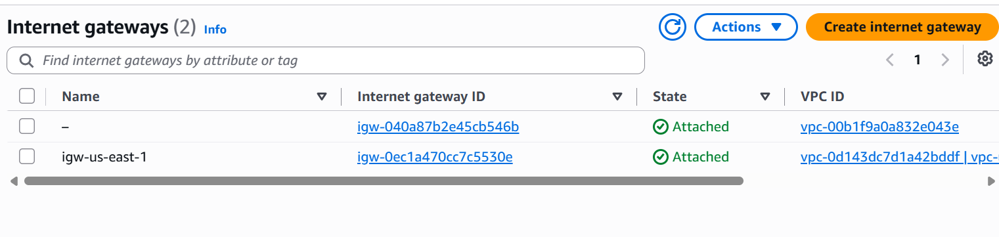 Internet gateways (2) Info Actions Create internet gateway
Find internet gateways by attribute or tag 1
Name Internet gateway ID State VPC ID
– igw-040a87b2e45cb546b Attached vpc-00b1f9a0a832e043e
igw-us-east-1 igw-0ec1a470cc7c5530e Attached vpc-0d143dc7d1a42bddf | vpc-